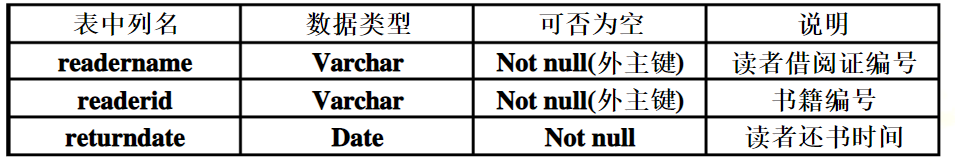 表中列名 数据类型 可否为空 说明
readername Varchar Not null(外主键) 读者借阅证编号
readerid Varchar Not null(外主键) 书籍编号
returndate Date Not null 读者还书时间